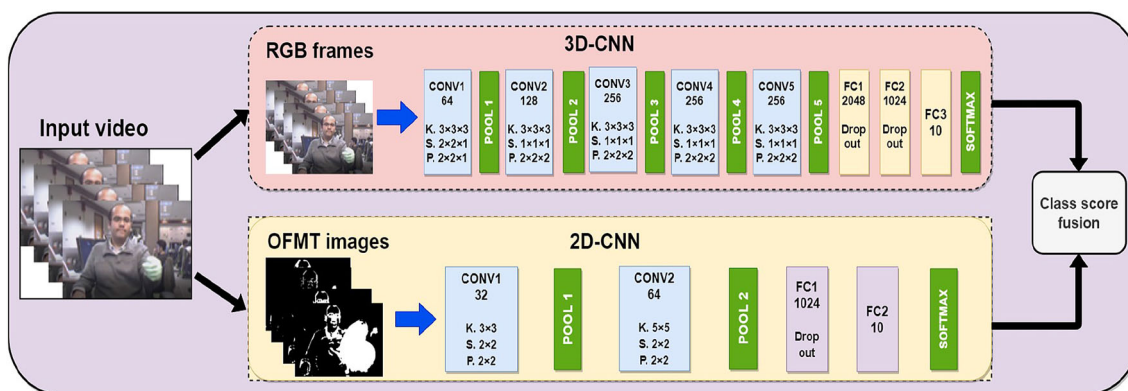 Input video
RGB frames
3D-CNN
CONV1
64
K. 3×3×3
S. 2×2×1
P. 2×2×1
POOL 1
CONV2
128
K. 3×3×3
S. 1×1×1
P. 2×2×2
POOL 2
CONV3
256
K. 3×3×3
S. 1×1×1
P. 2×2×2
POOL 3
CONV4
256
K. 3×3×3
S. 1×1×1
P. 2×2×2
POOL 4
CONV5
256
K. 3×3×3
S. 1×1×1
P. 2×2×2
POOL 5
FC1
2048
Drop
out
FC2
1024
Drop
out
FC3
10
SOFTMAX
OFMT images
2D-CNN
CONV1
32
K. 3×3
S. 2×2
P. 2×2
POOL 1
CONV2
64
K. 5×5
S. 2×2
P. 2×2
POOL 2
FC1
1024
Drop
out
FC2
10
SOFTMAX
Class score
fusion